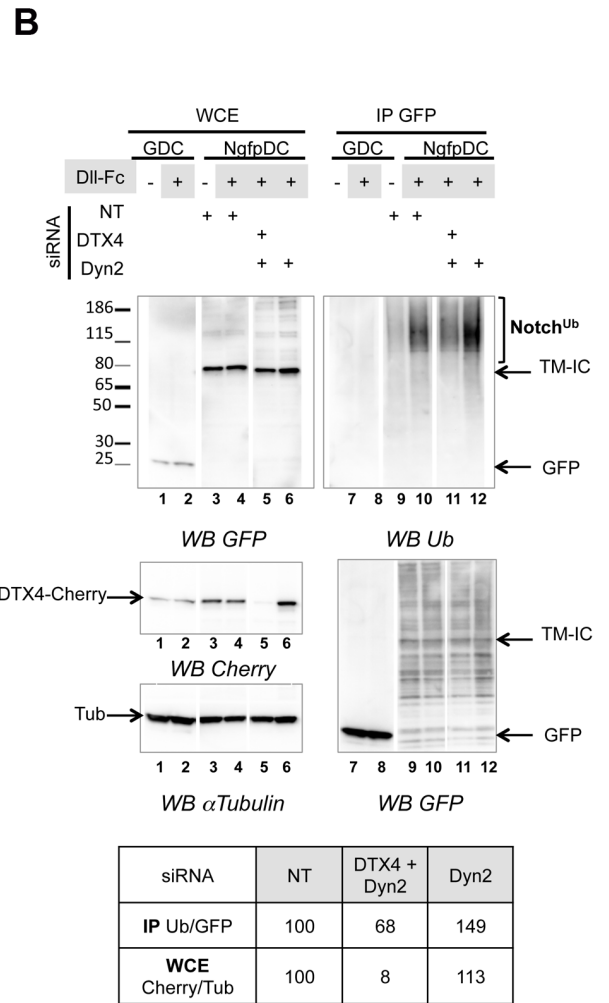 B
WCE IP GFP
GDC NgfpDC GDC NgfpDC
Dll-Fc - + - + + + - + - + + +
siRNA
NT + + + +
DTX4 + +
Dyn2 + + + +
186
115
80
65
50
30
25
Notch^Ub
TM-IC
GFP
1 2 3 4 5 6 7 8 9 10 11 12
WB GFP WB Ub
DTX4-Cherry
1 2 3 4 5 6
WB Cherry
Tub
1 2 3 4 5 6
WB αTubulin
TM-IC
GFP
7 8 9 10 11 12
WB GFP
siRNA NT DTX4 + Dyn2 Dyn2
IP Ub/GFP 100 68 149
WCE Cherry/Tub 100 8 113